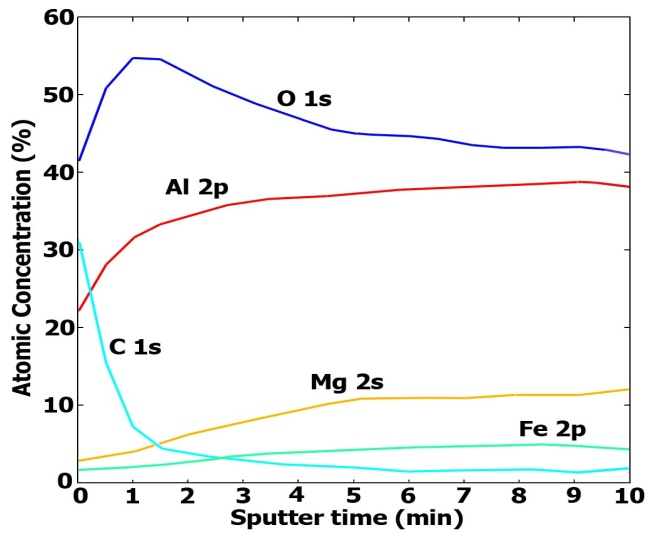 60
50
40
30
20
10
0
Atomic Concentration (%)
O 1s
Al 2p
C 1s
Mg 2s
Fe 2p
0 1 2 3 4 5 6 7 8 9 10
Sputter time (min)